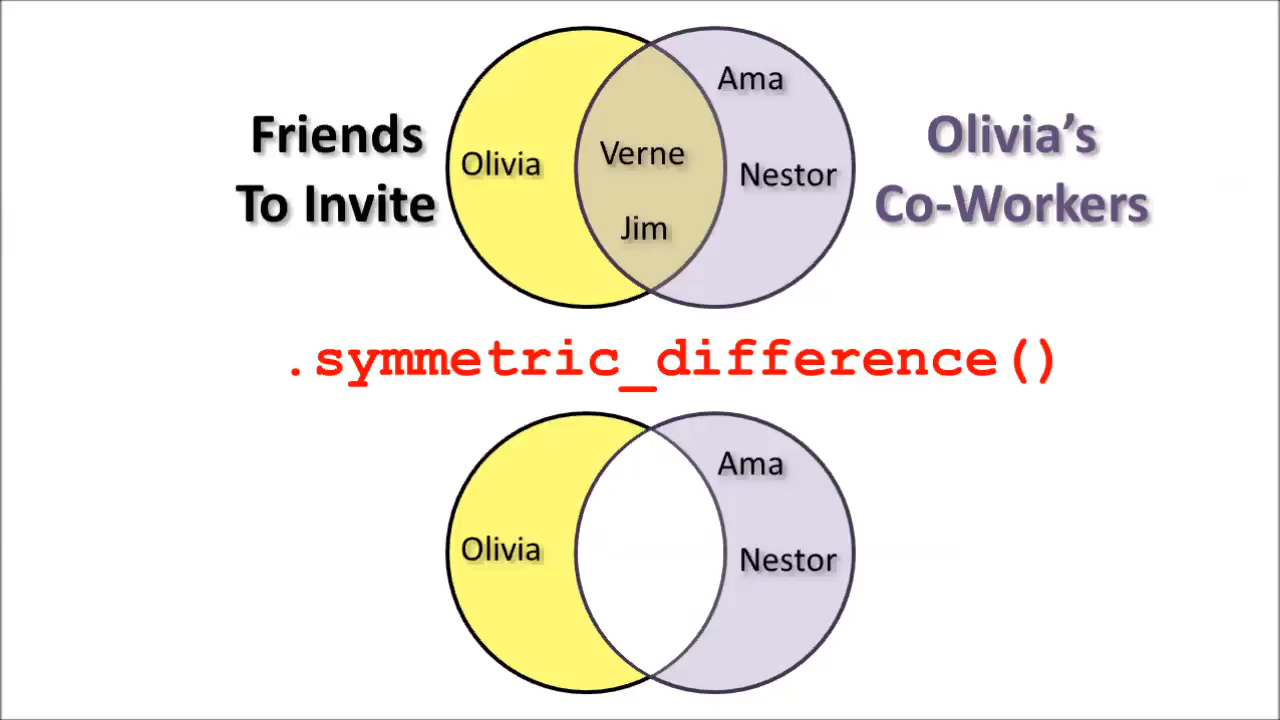 Friends
To Invite
Olivia
Verne
Jim
Ama
Nestor
Olivia’s
Co-Workers
.symmetric_difference()
Olivia
Ama
Nestor